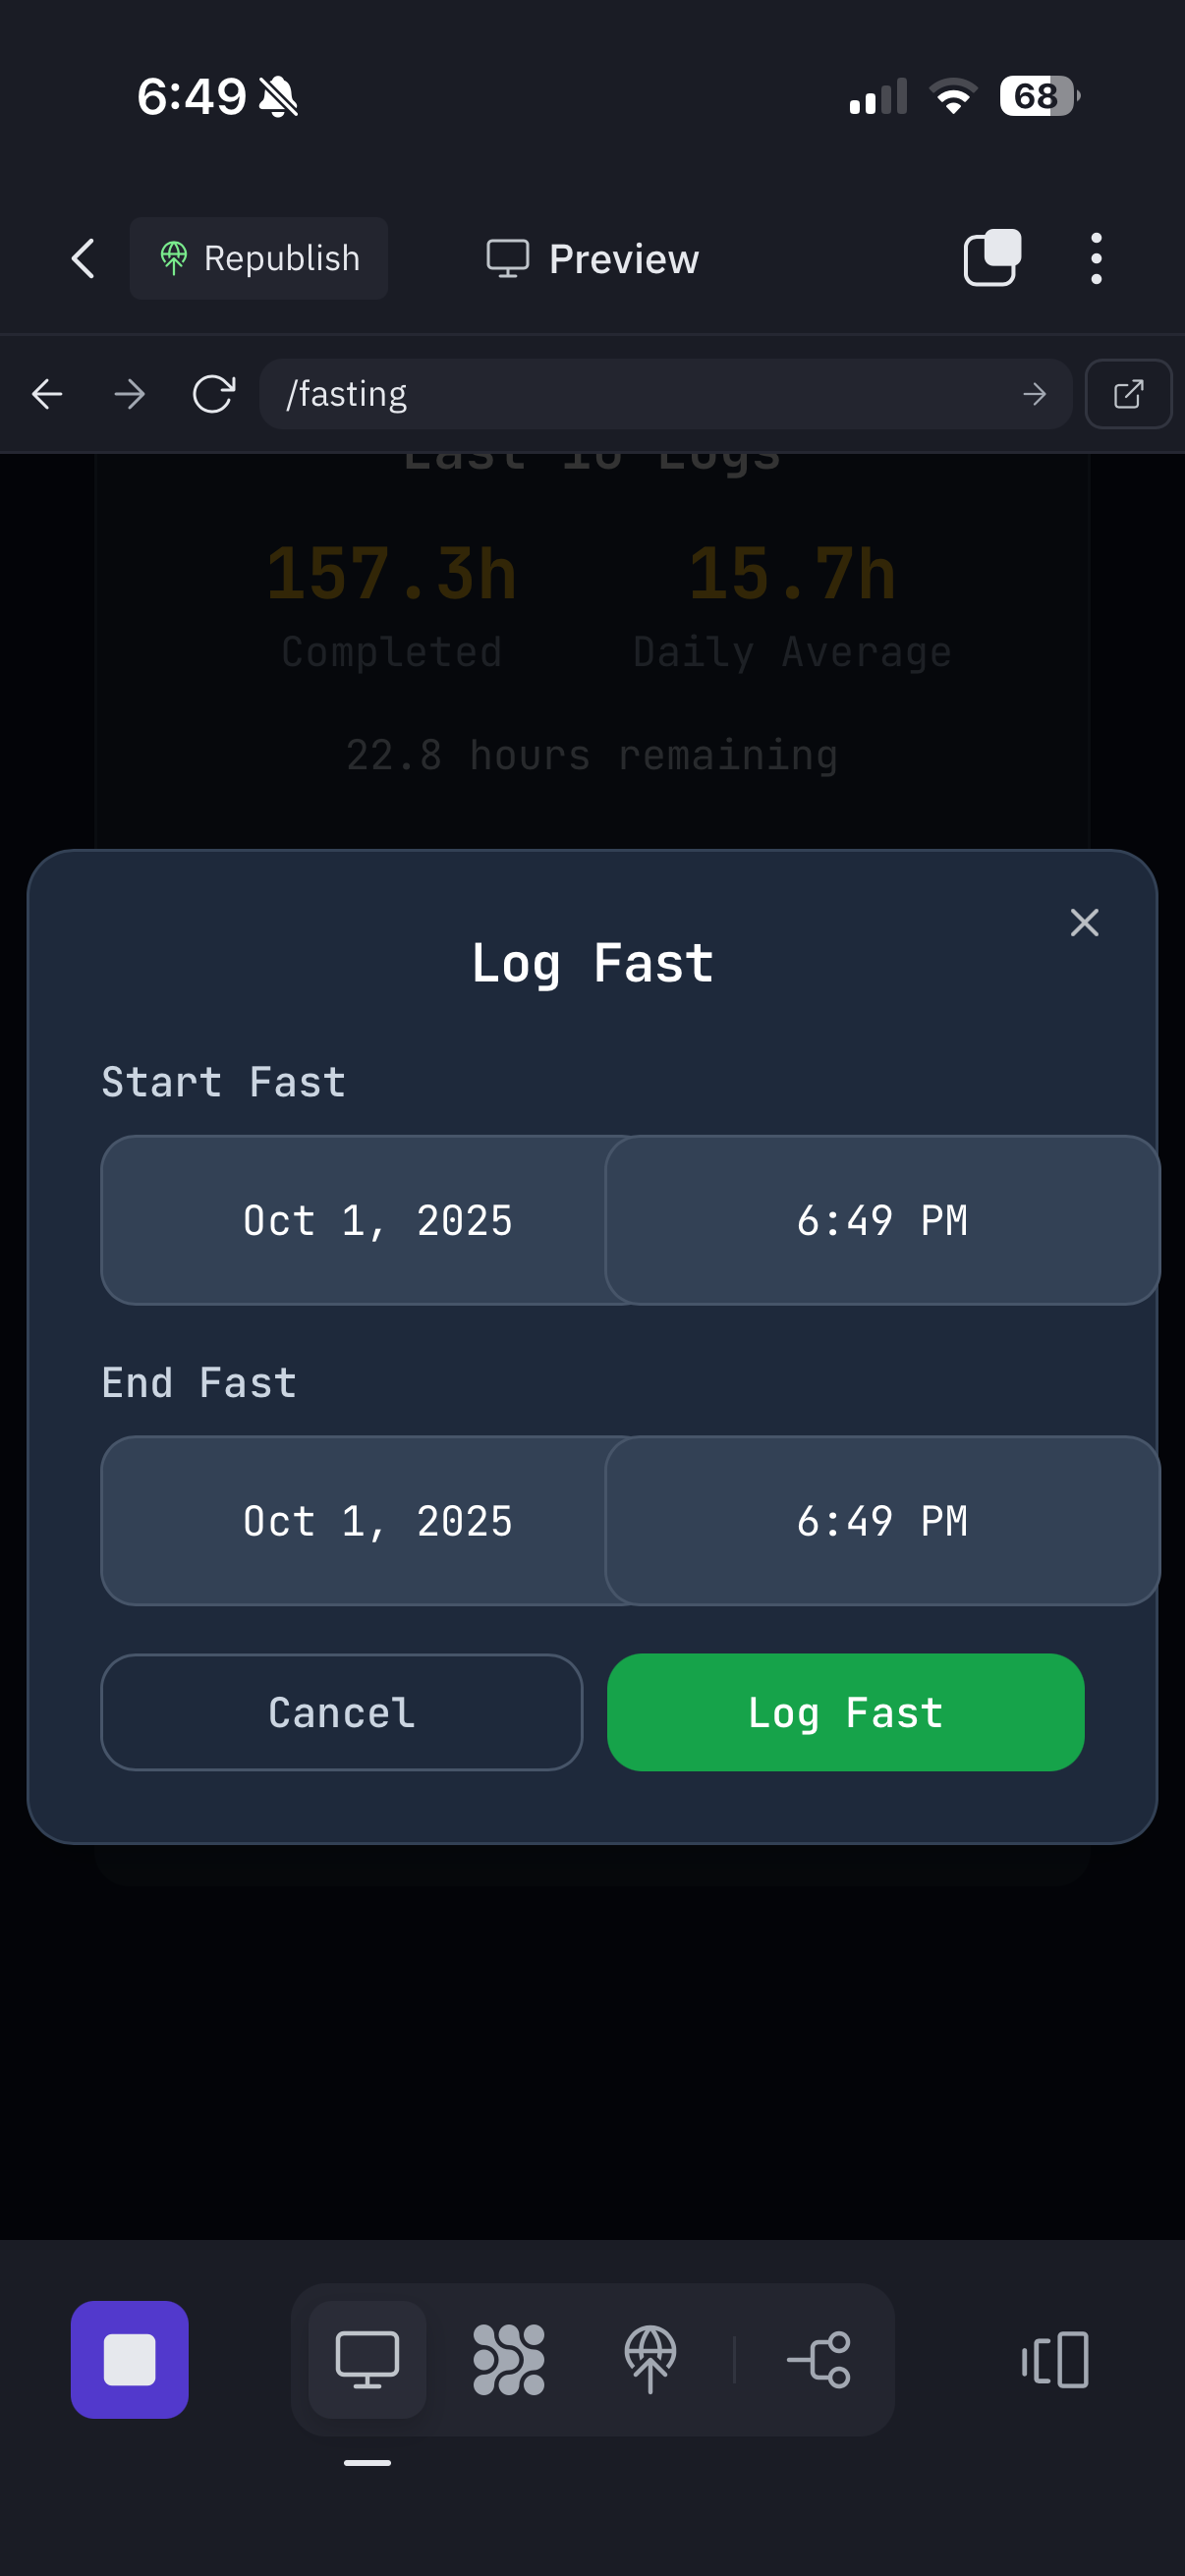 6:49
68
Republish
Preview
/fasting
Last 10 Logs
157.3h 15.7h
Completed Daily Average
22.8 hours remaining
Log Fast
Start Fast
Oct 1, 2025 6:49 PM
End Fast
Oct 1, 2025 6:49 PM
Cancel Log Fast